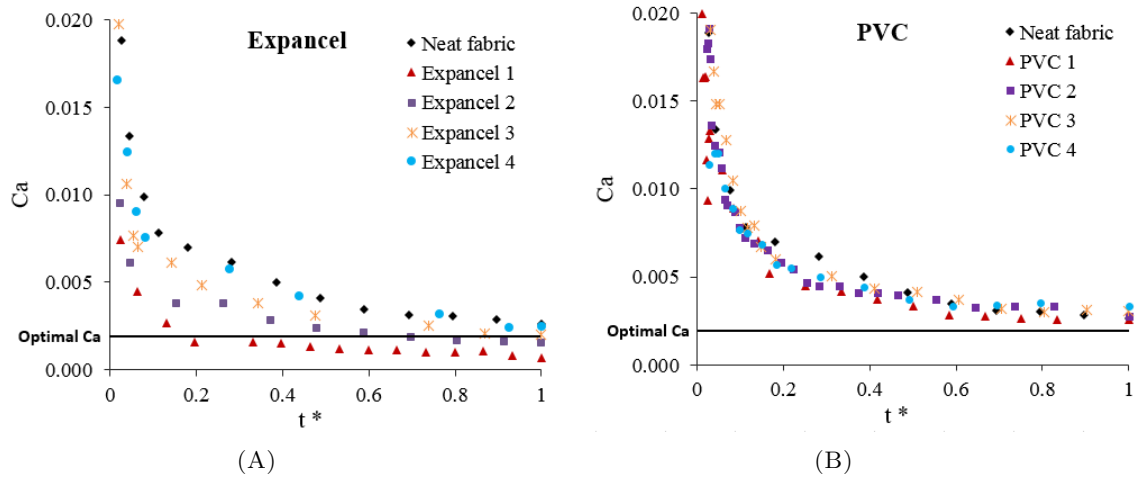 Expancel
Neat fabric
Expancel 1
Expancel 2
Expancel 3
Expancel 4
0.020
0.015
0.010
0.005
0.000
Ca
Optimal Ca
0
0.2
0.4
0.6
0.8
1
t *
(A)
PVC
Neat fabric
PVC 1
PVC 2
PVC 3
PVC 4
0.020
0.015
0.010
0.005
0.000
Ca
Optimal Ca
0
0.2
0.4
0.6
0.8
1
t *
(B)